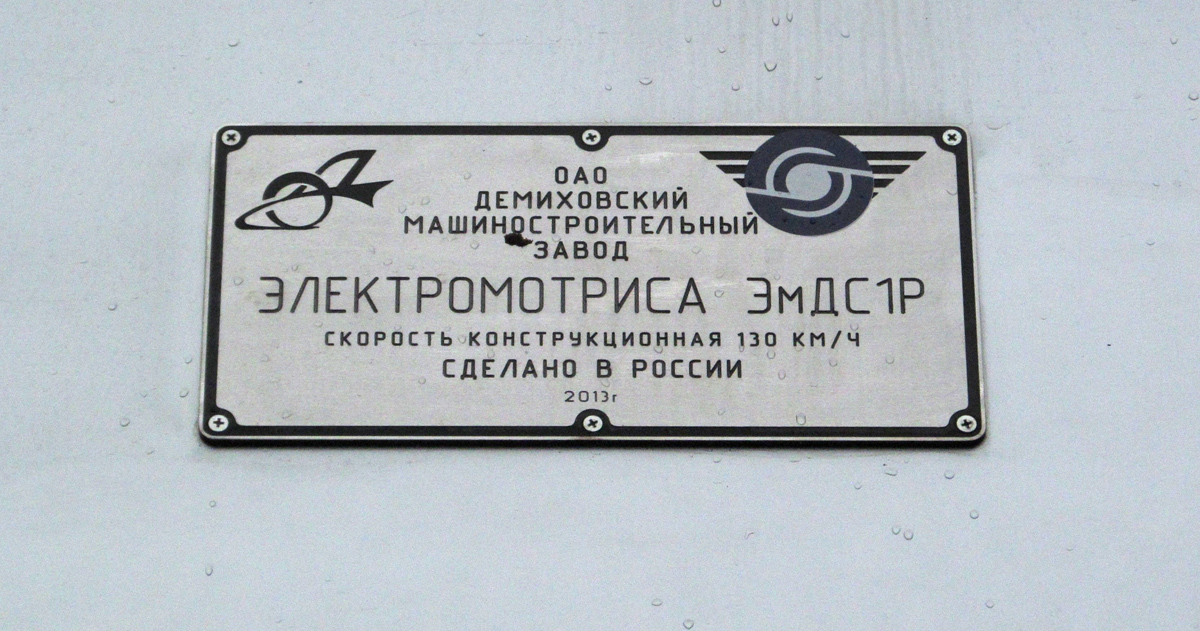 ОАО
ДЕМИХОВСКИЙ
МАШИНОСТРОИТЕЛЬНЫЙ
ЗАВОД
ЭЛЕКТРОМОТРИСА ЭмДС1Р
СКОРОСТЬ КОНСТРУКЦИОННАЯ 130 КМ/Ч
СДЕЛАНО В РОССИИ
2013г